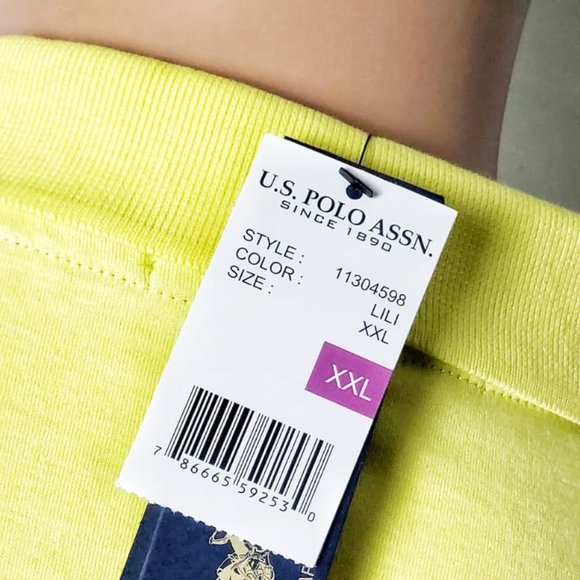 U.S. POLO ASSN.
SINCE 1890
STYLE : 11304598
COLOR : LILI
SIZE : XXL
XXL
7 86665 59253 0